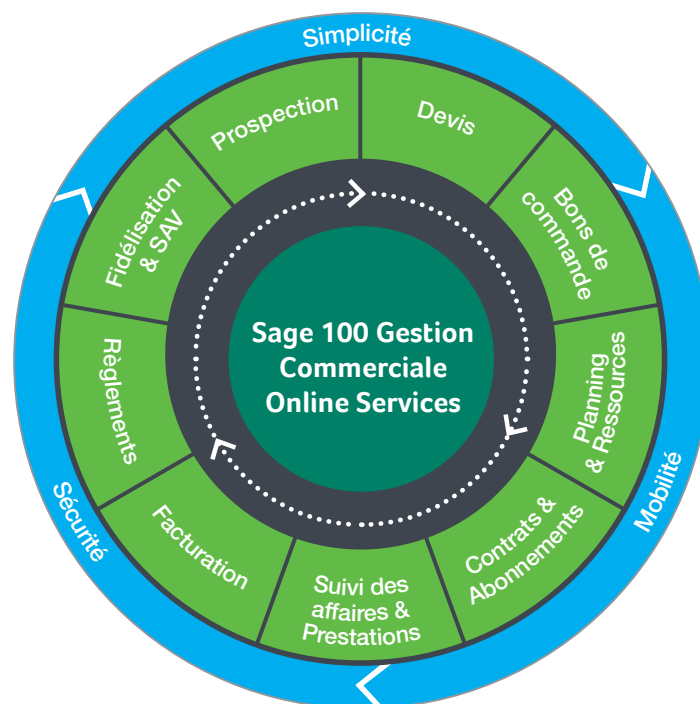 Simplicité
Prospection
Devis
Bons de
commande
Planning
& Ressources
Contrats &
Abonnements
Suivi des
affaires &
Prestations
Facturation
Règlements
Fidélisation
& SAV
Mobilité
Sécurité
Sage 100 Gestion
Commerciale
Online Services